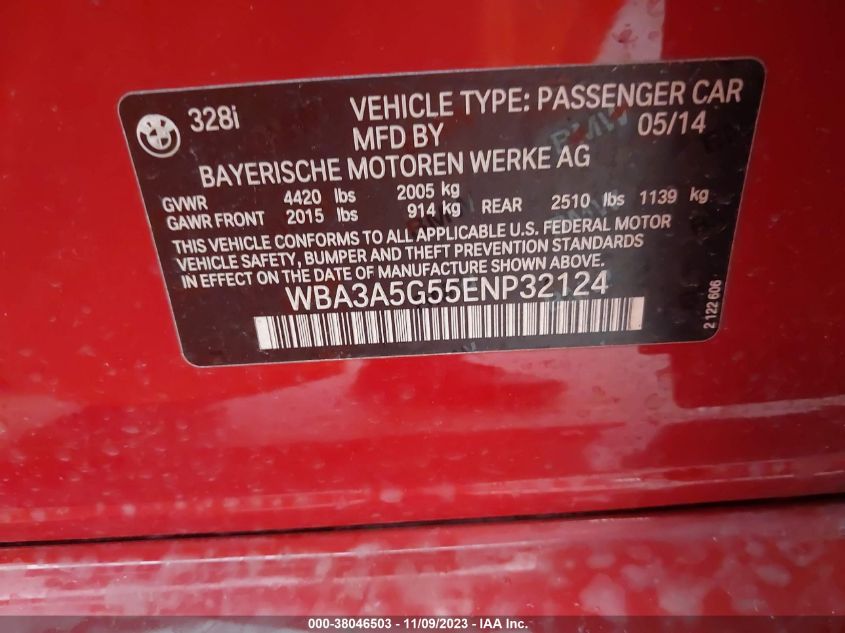 328i
VEHICLE TYPE: PASSENGER CAR
MFD BY 05/14
BAYERISCHE MOTOREN WERKE AG
GVWR 4420 lbs 2005 kg
GAWR FRONT 2015 lbs 914 kg REAR 2510 lbs 1139 kg
THIS VEHICLE CONFORMS TO ALL APPLICABLE U.S. FEDERAL MOTOR
VEHICLE SAFETY, BUMPER AND THEFT PREVENTION STANDARDS
IN EFFECT ON THE DATE OF MANUFACTURE SHOWN ABOVE.
WBA3A5G55ENP32124
2 122 606
000-38046503 - 11/09/2023 - IAA Inc.